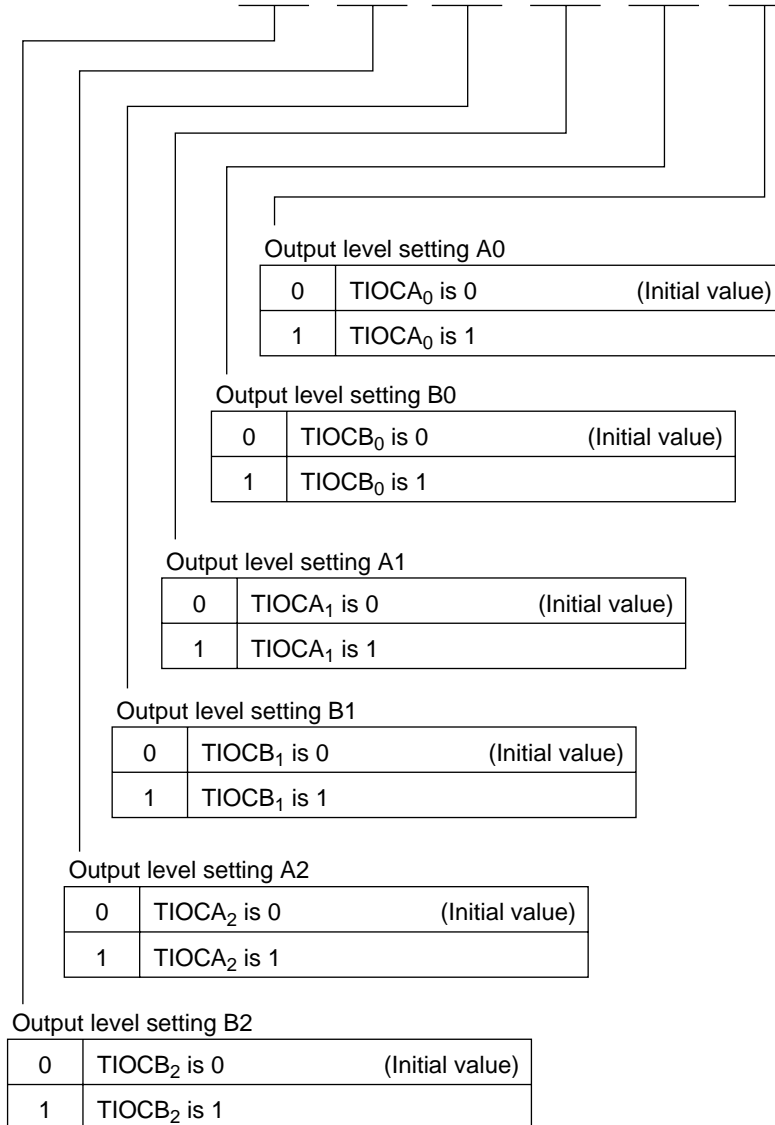 Output level setting A0
0 TIOCA₀ is 0 (Initial value)
1 TIOCA₀ is 1
Output level setting B0
0 TIOCB₀ is 0 (Initial value)
1 TIOCB₀ is 1
Output level setting A1
0 TIOCA₁ is 0 (Initial value)
1 TIOCA₁ is 1
Output level setting B1
0 TIOCB₁ is 0 (Initial value)
1 TIOCB₁ is 1
Output level setting A2
0 TIOCA₂ is 0 (Initial value)
1 TIOCA₂ is 1
Output level setting B2
0 TIOCB₂ is 0 (Initial value)
1 TIOCB₂ is 1